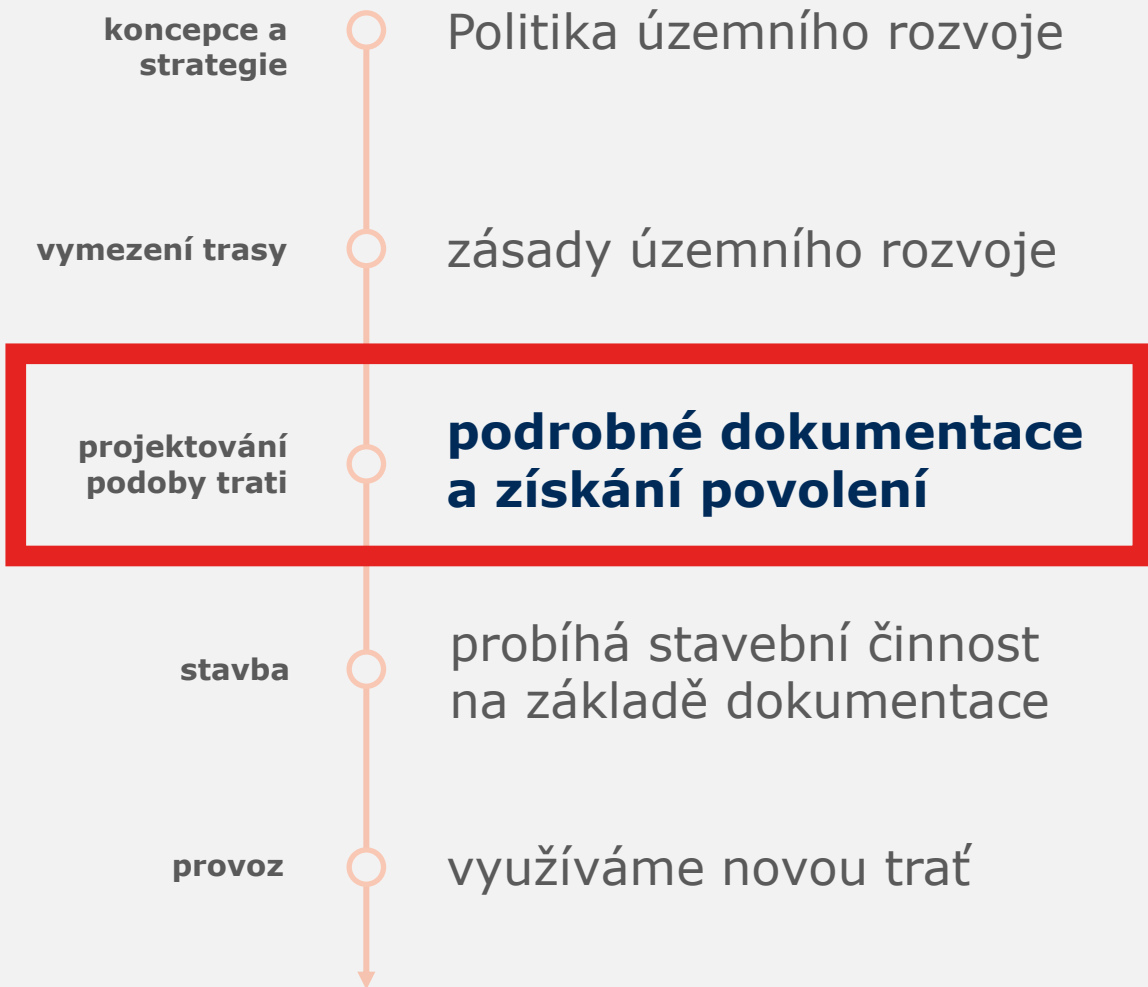 koncepce a
strategie
Politika územního rozvoje
vymezení trasy
zásady územního rozvoje
projektování
podoby trati
podrobné dokumentace
a získání povolení
stavba
probíhá stavební činnost
na základě dokumentace
provoz
využíváme novou trať